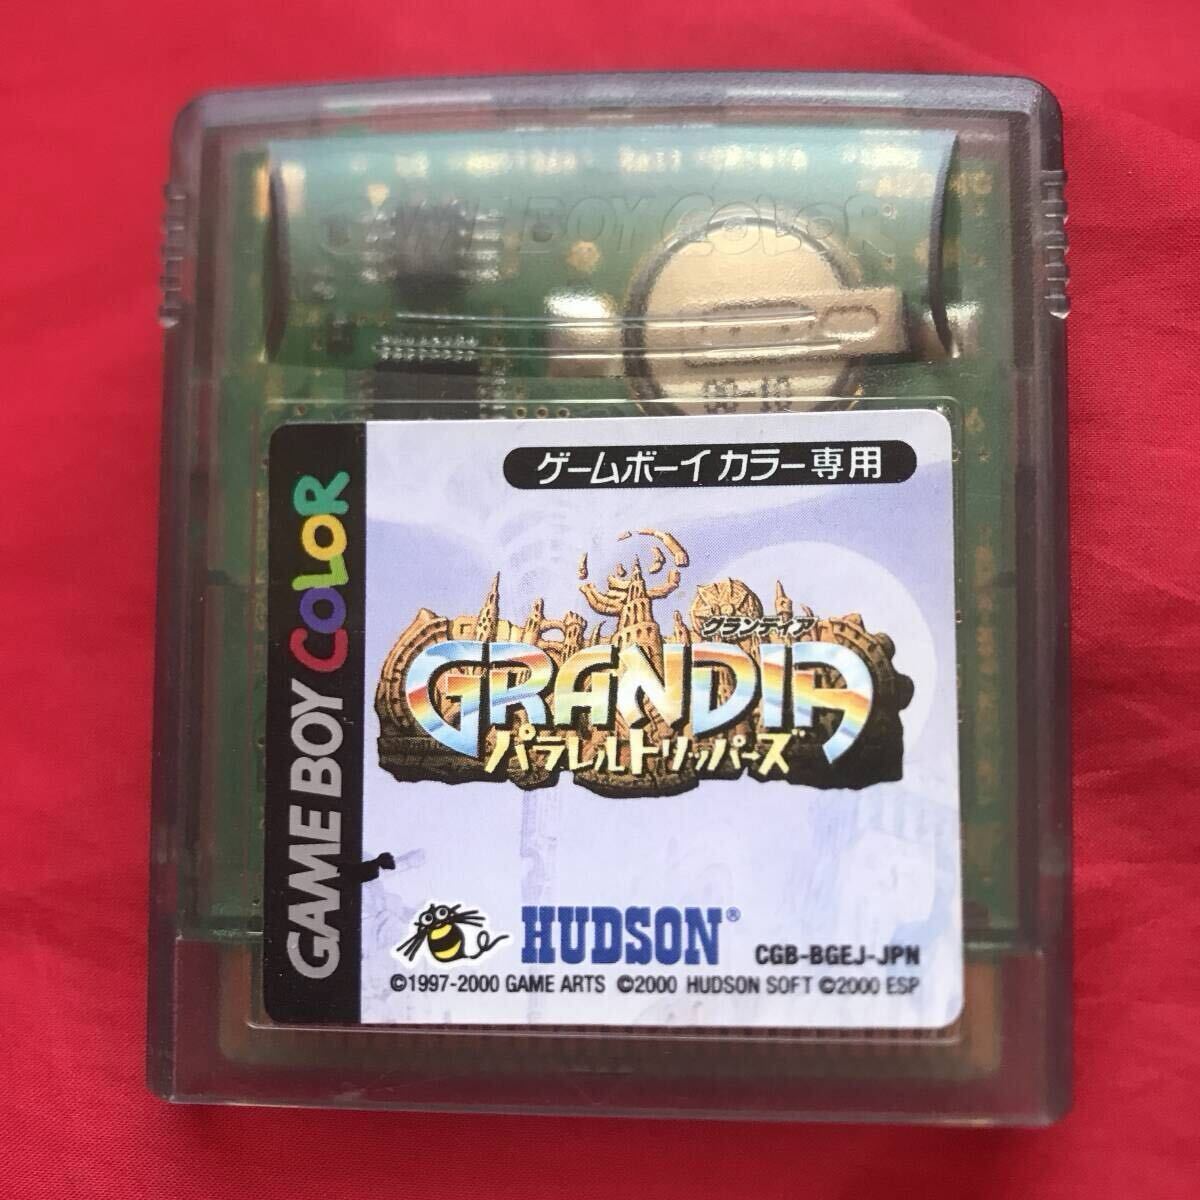 GAME BOY COLOR
ゲームボーイカラー専用
GAME BOY COLOR
グランディア
GRANDIA
パラレルトリッパーズ
HUDSON®
CGB-BGEJ-JPN
©1997-2000 GAME ARTS ©2000 HUDSON SOFT ©2000 ESP